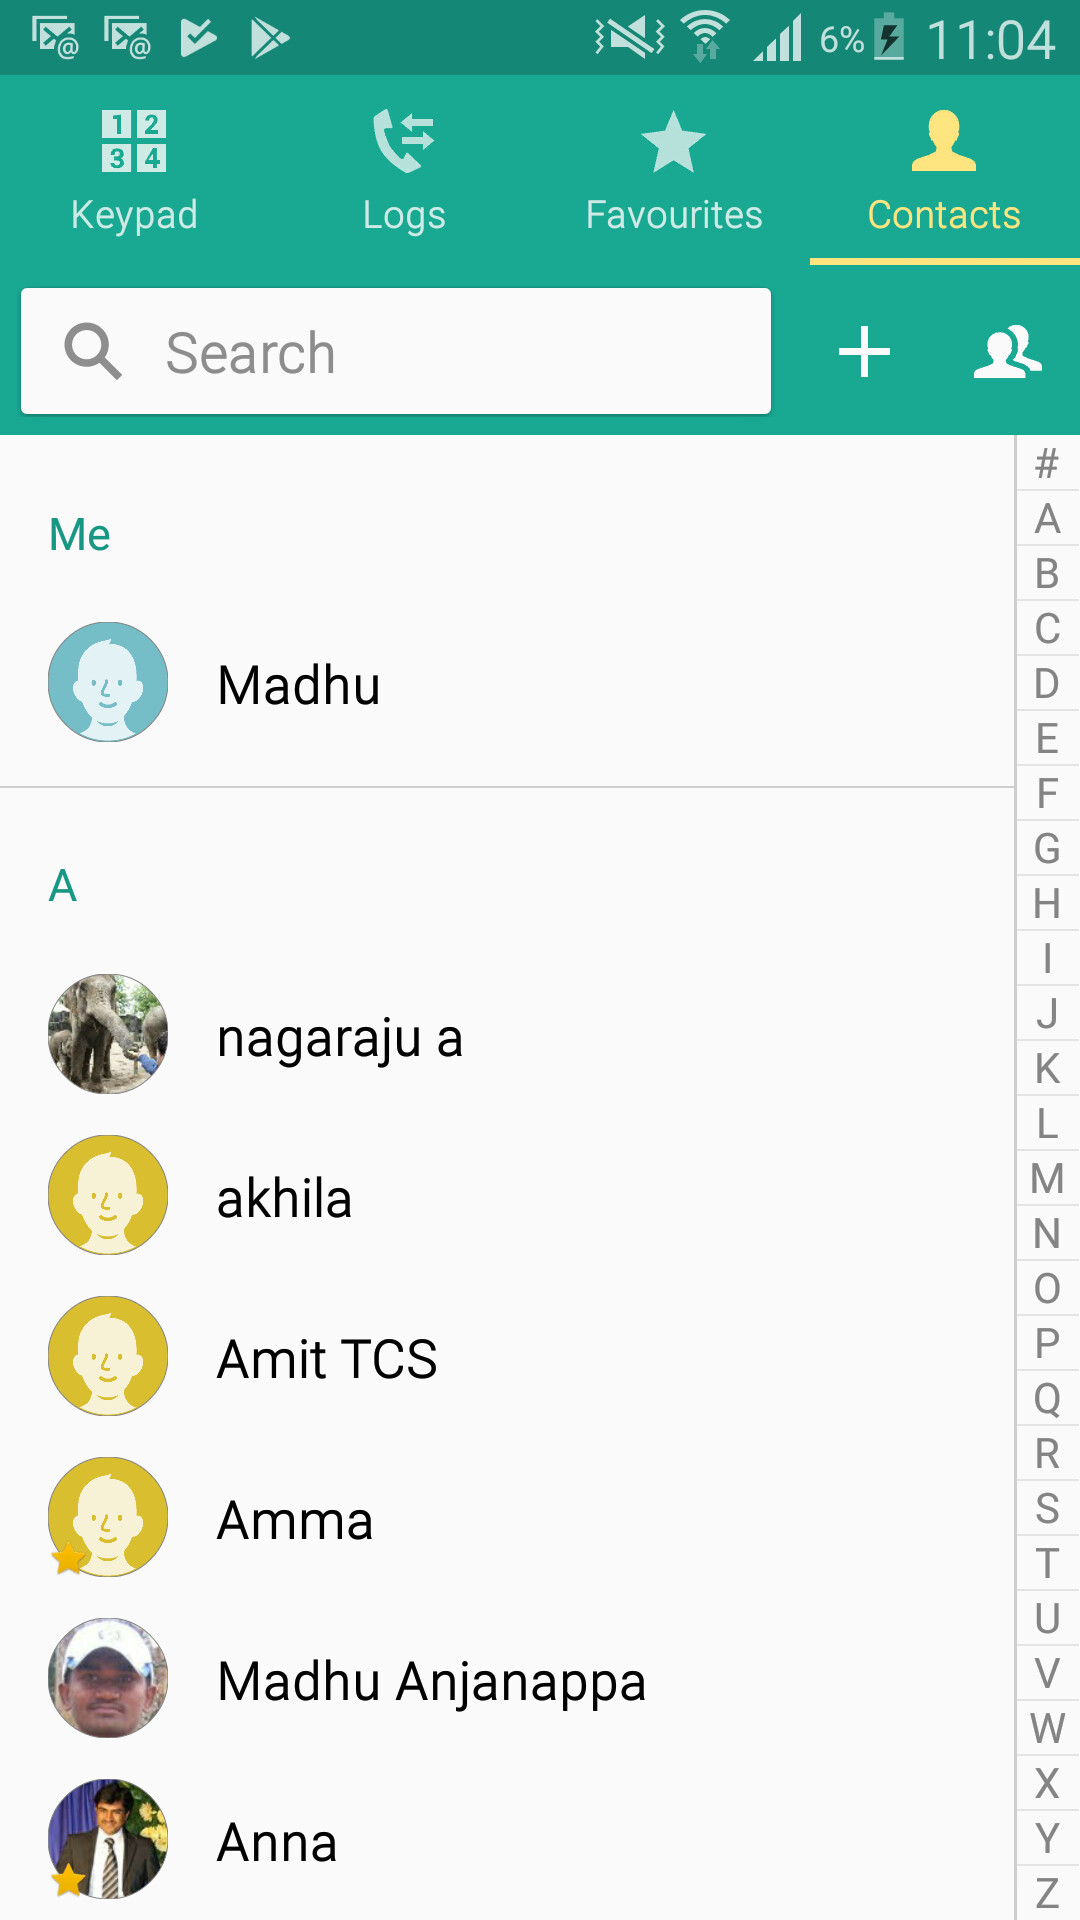 6% 11:04
1 2
3 4
Keypad Logs Favourites Contacts
Search
Me
Madhu
A
nagaraju a
akhila
Amit TCS
Amma
Madhu Anjanappa
Anna
#
A
B
C
D
E
F
G
H
I
J
K
L
M
N
O
P
Q
R
S
T
U
V
W
X
Y
Z